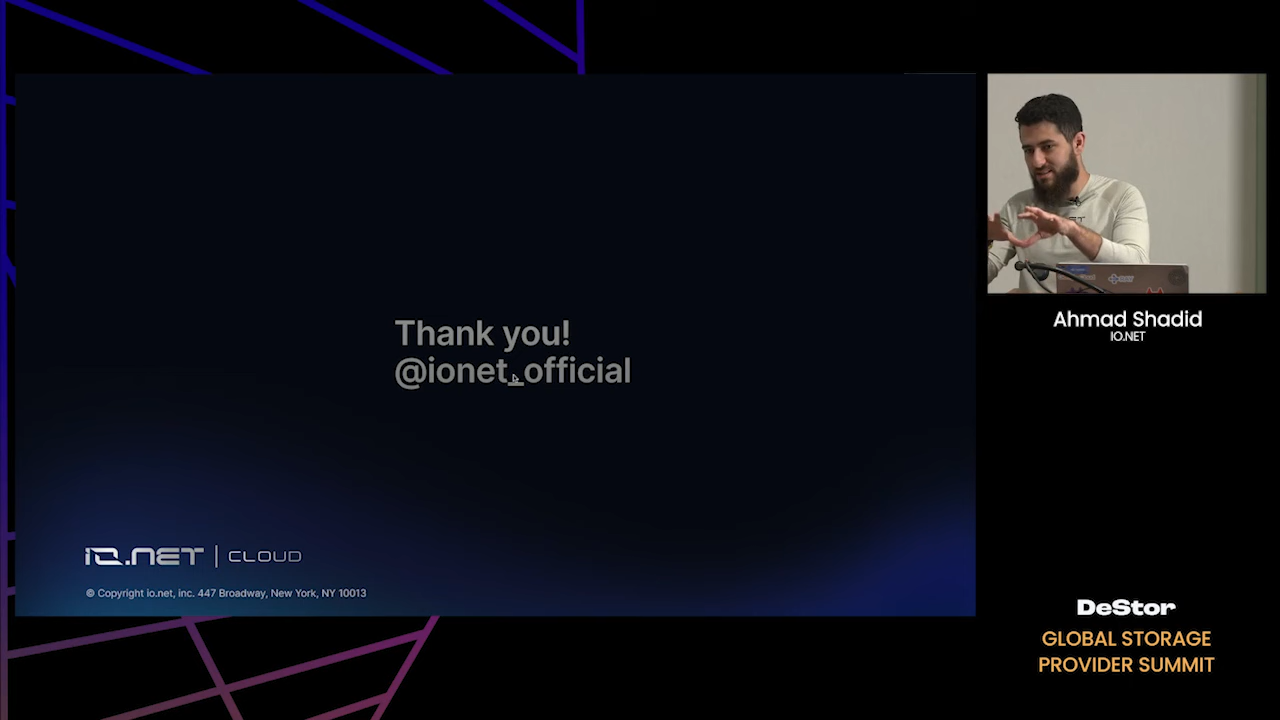 Thank you!
@ionet_official
IO.NET | CLOUD
© Copyright io.net, inc. 447 Broadway, New York, NY 10013
Ahmad Shadid
IO.NET
DeStor
GLOBAL STORAGE
PROVIDER SUMMIT